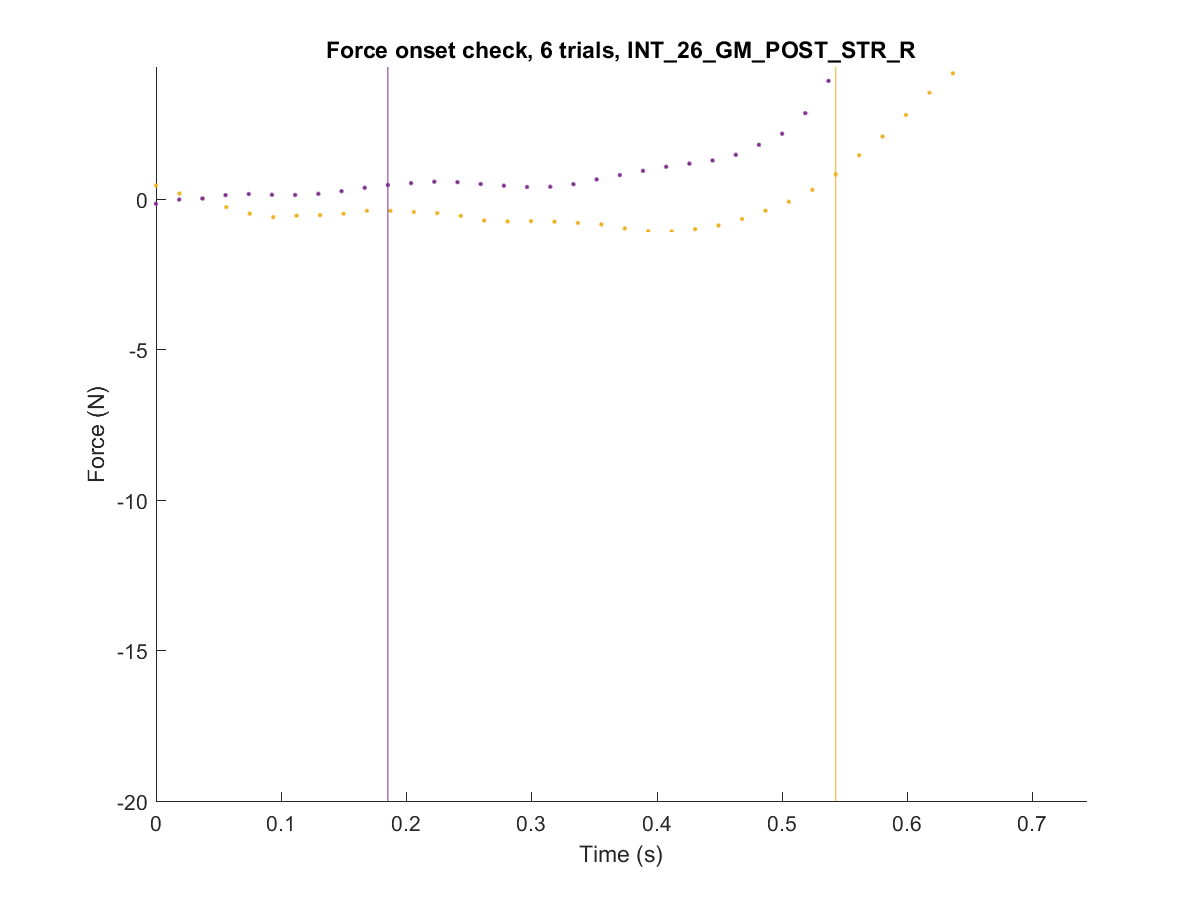 Force onset check, 6 trials, INT_26_GM_POST_STR_R
0
-5
-10
-15
-20
Force (N)
0 0.1 0.2 0.3 0.4 0.5 0.6 0.7
Time (s)